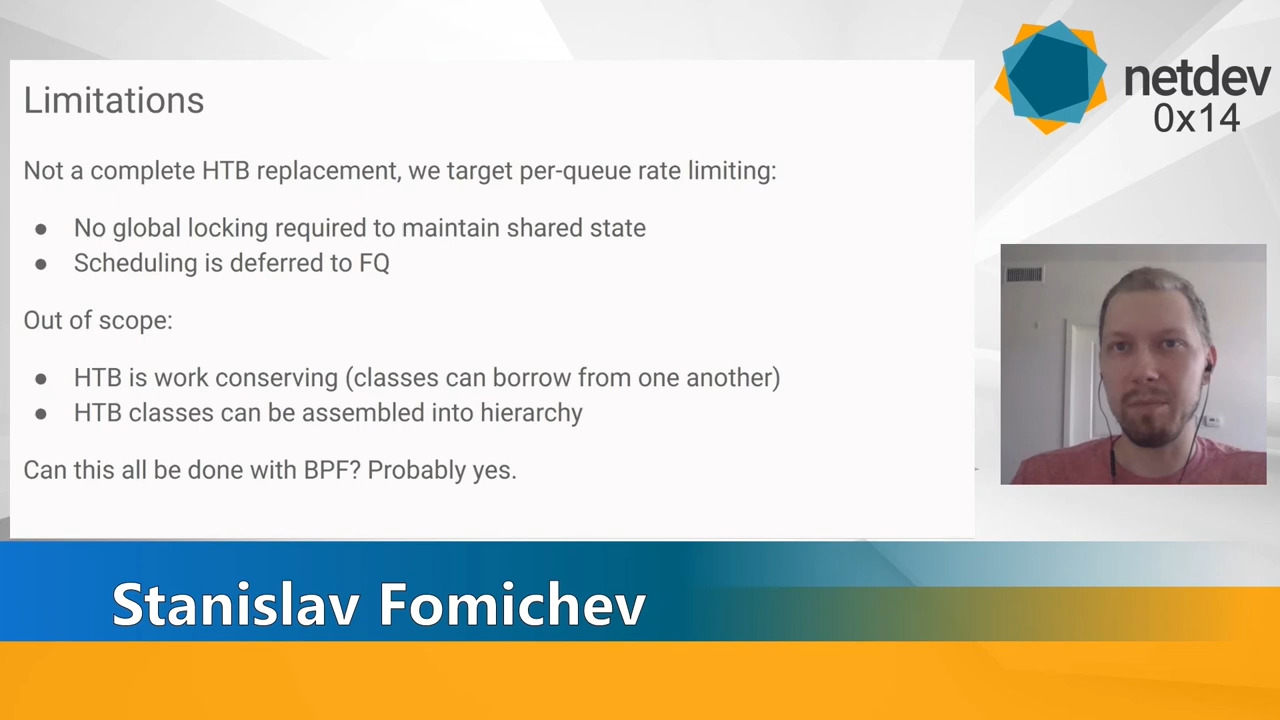 Limitations
Not a complete HTB replacement, we target per-queue rate limiting:
● No global locking required to maintain shared state
● Scheduling is deferred to FQ
Out of scope:
● HTB is work conserving (classes can borrow from one another)
● HTB classes can be assembled into hierarchy
Can this all be done with BPF? Probably yes.
netdev
0x14
Stanislav Fomichev